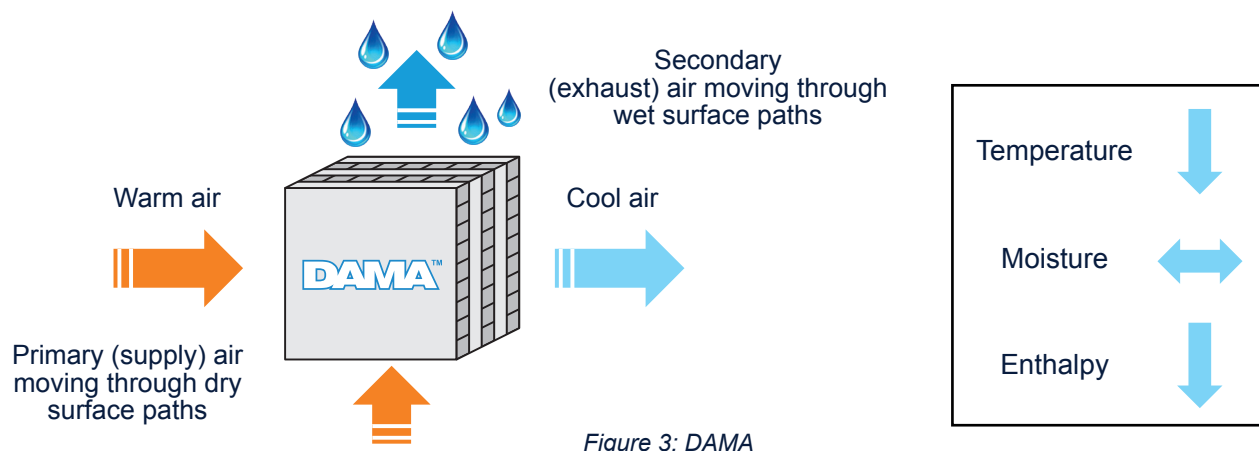 Secondary
(exhaust) air moving through
wet surface paths
Warm air
Cool air
DAMA™
Primary (supply) air
moving through dry
surface paths
Figure 3: DAMA
Temperature
Moisture
Enthalpy